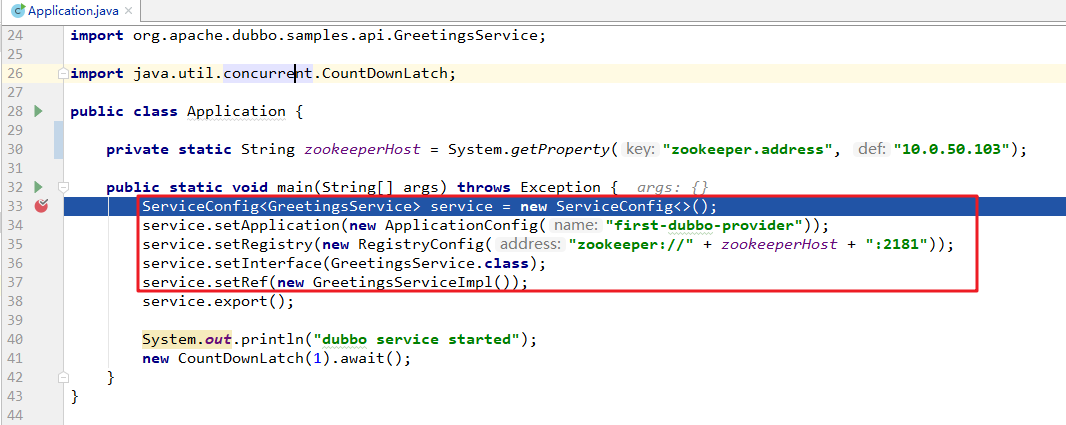 Application.java
24 import org.apache.dubbo.samples.api.GreetingsService;
25
26 import java.util.concurrent.CountDownLatch;
27
28 public class Application {
29
30 private static String zookeeperHost = System.getProperty( key: "zookeeper.address", def: "10.0.50.103");
31
32 public static void main(String[] args) throws Exception { args: {}
33 ServiceConfig<GreetingsService> service = new ServiceConfig<>();
34 service.setApplication(new ApplicationConfig( name: "first-dubbo-provider"));
35 service.setRegistry(new RegistryConfig( address: "zookeeper://" + zookeeperHost + ":2181"));
36 service.setInterface(GreetingsService.class);
37 service.setRef(new GreetingsServiceImpl());
38 service.export();
39
40 System.out.println("dubbo service started");
41 new CountDownLatch(1).await();
42 }
43 }
44